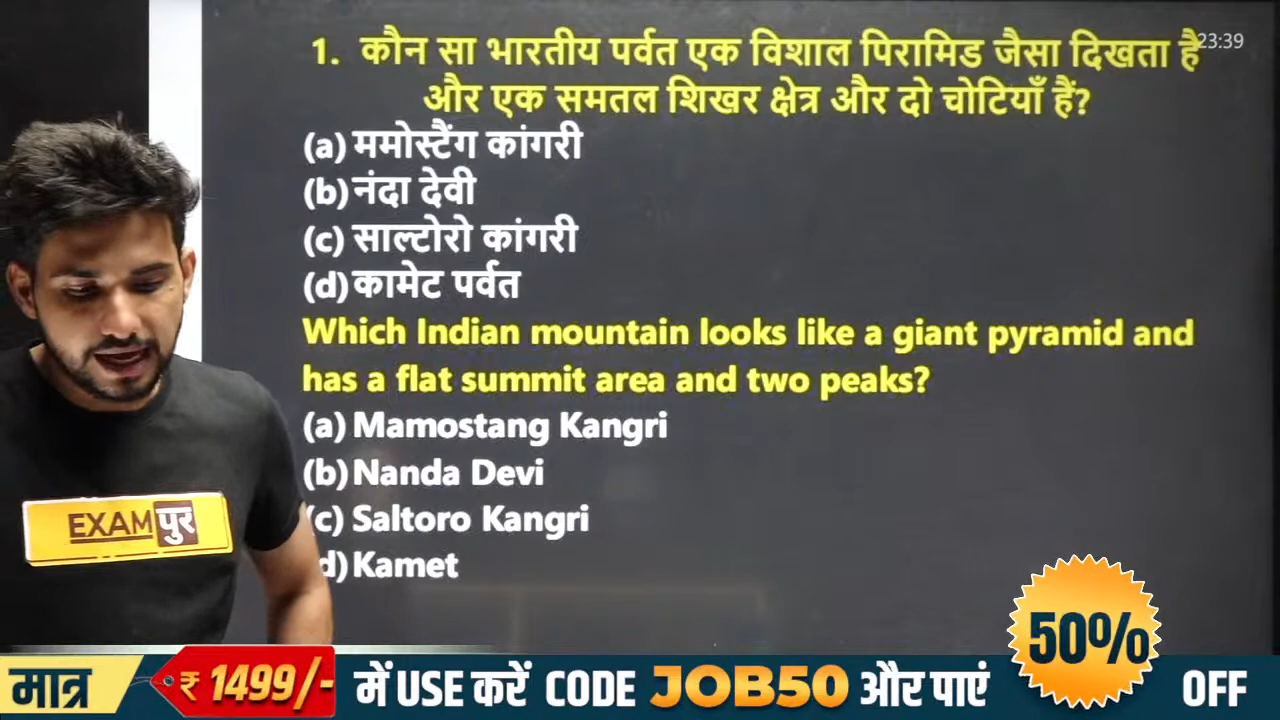 23:39
1. कौन सा भारतीय पर्वत एक विशाल पिरामिड जैसा दिखता है
और एक समतल शिखर क्षेत्र और दो चोटियाँ हैं?
(a) ममोस्टैंग कांगरी
(b) नंदा देवी
(c) साल्टोरो कांगरी
(d) कामेट पर्वत
Which Indian mountain looks like a giant pyramid and
has a flat summit area and two peaks?
(a) Mamostang Kangri
(b) Nanda Devi
(c) Saltoro Kangri
d) Kamet
EXAMपुर
मात्र ₹ 1499/- में USE करें CODE JOB50 और पाएं 50% OFF